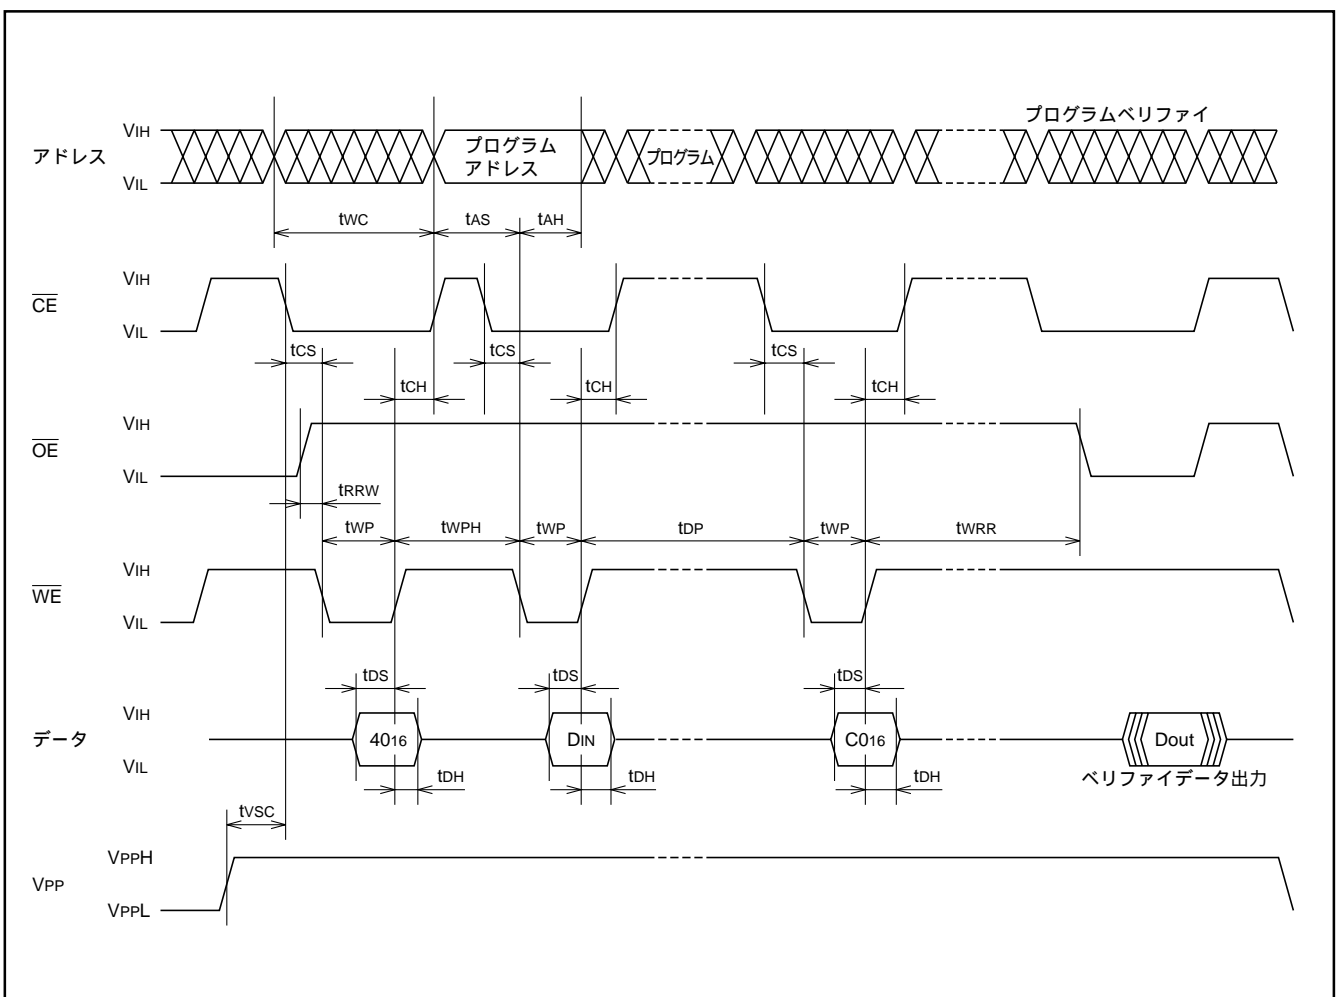 プログラムベリファイ
VIH
アドレス
プログラム
アドレス
プログラム
VIL
tWC
tAS
tAH
VIH
CE
VIL
tCS
tCS
tCS
tCH
tCH
tCH
VIH
OE
VIL
tRRW
tWP
tWPH
tWP
tDP
tWP
tWRR
VIH
WE
VIL
tDS
tDS
tDS
VIH
データ
4016
DIN
C016
Dout
VIL
tDH
tDH
tDH
ベリファイデータ出力
tVSC
VPPH
VPP
VPPL